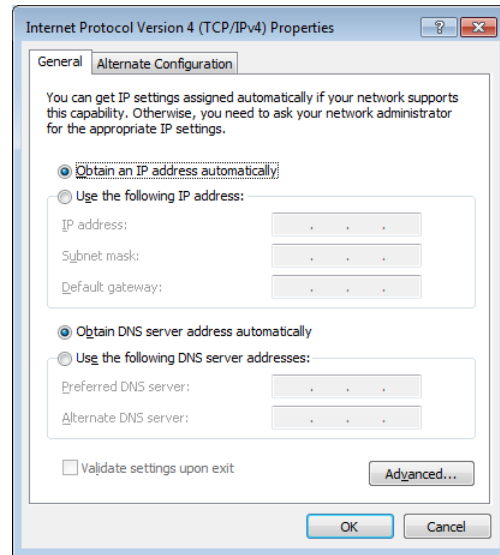 Internet Protocol Version 4 (TCP/IPv4) Properties
General
Alternate Configuration
You can get IP settings assigned automatically if your network supports
this capability. Otherwise, you need to ask your network administrator
for the appropriate IP settings.
Obtain an IP address automatically
Use the following IP address:
IP address:
Subnet mask:
Default gateway:
Obtain DNS server address automatically
Use the following DNS server addresses:
Preferred DNS server:
Alternate DNS server:
Validate settings upon exit
Advanced...
OK
Cancel